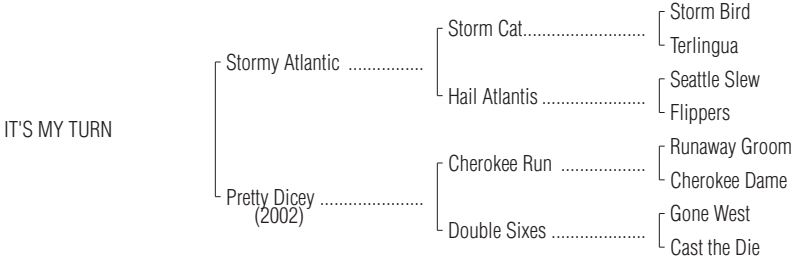 Storm Bird
Storm Cat..........................
Terlingua
Stormy Atlantic ................
Seattle Slew
Hail Atlantis ......................
Flippers
IT'S MY TURN
Runaway Groom
Cherokee Run ..................
Cherokee Dame
Pretty Dicey ......................
(2002)
Gone West
Double Sixes ....................
Cast the Die